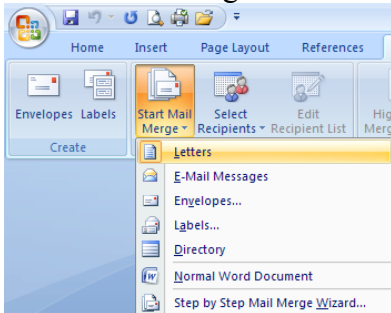 Home Insert Page Layout References
Envelopes Labels Start Mail Merge Select Recipients Edit Recipient List
Create
Letters
E-Mail Messages
Envelopes...
Labels...
Directory
Normal Word Document
Step by Step Mail Merge Wizard...